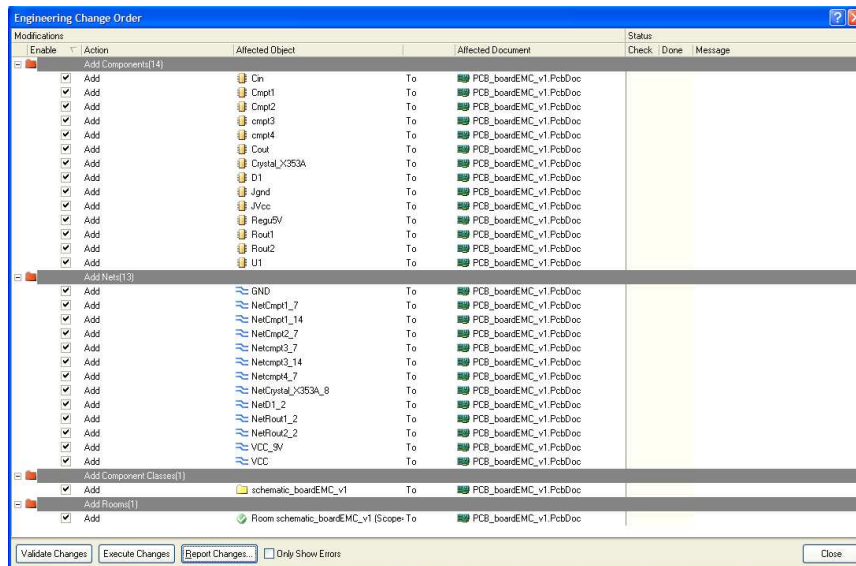 Engineering Change Order
Modifications Status
Enable Action Affected Object Affected Document Check Done Message
Add Components(14)
Add Cin To PCB_boardEMC_v1.PcbDoc
Add Cmpt1 To PCB_boardEMC_v1.PcbDoc
Add Cmpt2 To PCB_boardEMC_v1.PcbDoc
Add cmpt3 To PCB_boardEMC_v1.PcbDoc
Add cmpt4 To PCB_boardEMC_v1.PcbDoc
Add Cout To PCB_boardEMC_v1.PcbDoc
Add Crystal_X353A To PCB_boardEMC_v1.PcbDoc
Add D1 To PCB_boardEMC_v1.PcbDoc
Add Jgnd To PCB_boardEMC_v1.PcbDoc
Add JVcc To PCB_boardEMC_v1.PcbDoc
Add Regu5V To PCB_boardEMC_v1.PcbDoc
Add Rout1 To PCB_boardEMC_v1.PcbDoc
Add Rout2 To PCB_boardEMC_v1.PcbDoc
Add U1 To PCB_boardEMC_v1.PcbDoc
Add Nets(13)
Add GND To PCB_boardEMC_v1.PcbDoc
Add NetCmpt1_7 To PCB_boardEMC_v1.PcbDoc
Add NetCmpt1_14 To PCB_boardEMC_v1.PcbDoc
Add NetCmpt2_7 To PCB_boardEMC_v1.PcbDoc
Add Netcmpt3_7 To PCB_boardEMC_v1.PcbDoc
Add Netcmpt3_14 To PCB_boardEMC_v1.PcbDoc
Add Netcmpt4_7 To PCB_boardEMC_v1.PcbDoc
Add NetCrystal_X353A_8 To PCB_boardEMC_v1.PcbDoc
Add NetD1_2 To PCB_boardEMC_v1.PcbDoc
Add NetRout1_2 To PCB_boardEMC_v1.PcbDoc
Add NetRout2_2 To PCB_boardEMC_v1.PcbDoc
Add VCC_9V To PCB_boardEMC_v1.PcbDoc
Add VCC To PCB_boardEMC_v1.PcbDoc
Add Component Classes(1)
Add schematic_boardEMC_v1 To PCB_boardEMC_v1.PcbDoc
Add Rooms(1)
Add Room schematic_boardEMC_v1 (Scope= To PCB_boardEMC_v1.PcbDoc
Validate Changes Execute Changes Report Changes... Only Show Errors Close